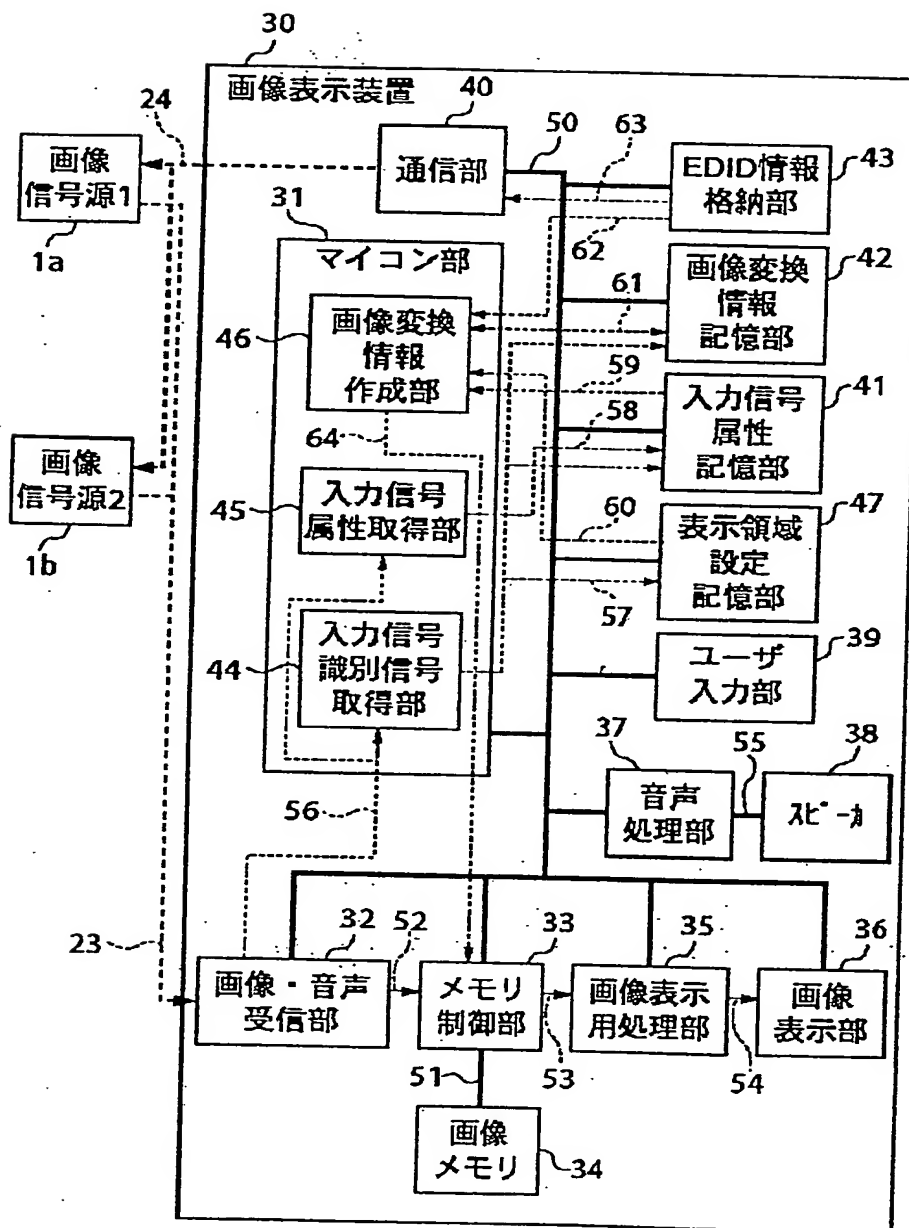 30
画像表示装置
24
40
50
63
画像
信号源1
1a
通信部
EDID情報
格納部
43
31
マイコン部
62
42
画像変換
情報
記憶部
61
46
画像変換
情報
作成部
59
41
入力信号
属性
記憶部
64
58
画像
信号源2
1b
45
入力信号
属性取得部
60
47
表示領域
設定
記憶部
57
44
入力信号
識別信号
取得部
39
ユーザ
入力部
37
55
38
音声
処理部
スピーカ
56
23
32
52
33
35
36
画像・音声
受信部
メモリ
制御部
画像表示
用処理部
画像
表示部
51
53
54
画像
メモリ
34